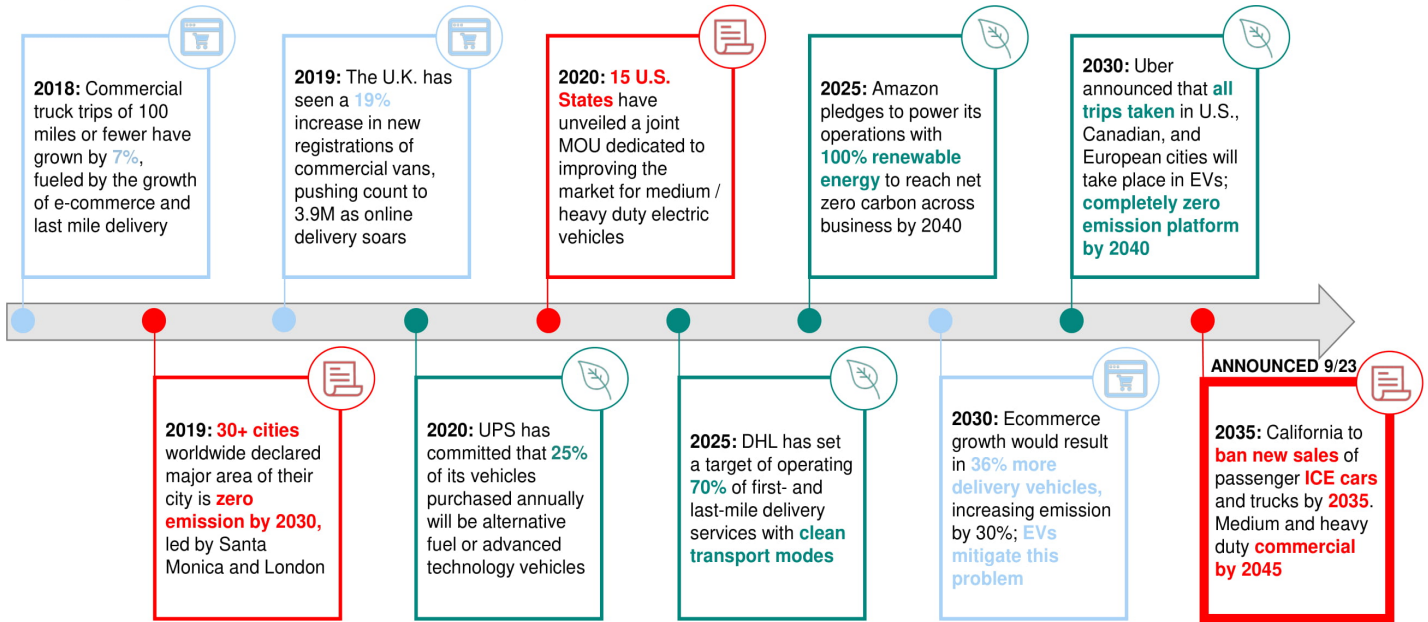 2018: Commercial
truck trips of 100
miles or fewer have
grown by 7%,
fueled by the growth
of e-commerce and
last mile delivery
2019: The U.K. has
seen a 19%
increase in new
registrations of
commercial vans,
pushing count to
3.9M as online
delivery soars
2020: 15 U.S.
States have
unveiled a joint
MOU dedicated to
improving the
market for medium /
heavy duty electric
vehicles
2025: Amazon
pledges to power its
operations with
100% renewable
energy to reach net
zero carbon across
business by 2040
2030: Uber
announced that all
trips taken in U.S.,
Canadian, and
European cities will
take place in EVs;
completely zero
emission platform
by 2040
2019: 30+ cities
worldwide declared
major area of their
city is zero
emission by 2030,
led by Santa
Monica and London
2020: UPS has
committed that 25%
of its vehicles
purchased annually
will be alternative
fuel or advanced
technology vehicles
2025: DHL has set
a target of operating
70% of first- and
last-mile delivery
services with clean
transport modes
2030: Ecommerce
growth would result
in 36% more
delivery vehicles,
increasing emission
by 30%; EVs
mitigate this
problem
ANNOUNCED 9/23
2035: California to
ban new sales of
passenger ICE cars
and trucks by 2035.
Medium and heavy
duty commercial
by 2045